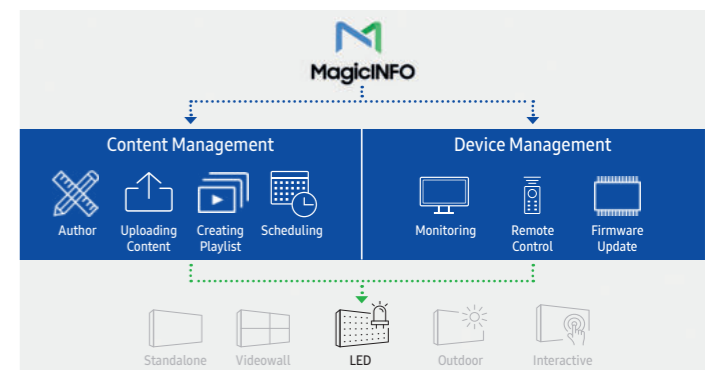 MagicINFO
Content Management
Device Management
Author
Uploading
Content
Creating
Playlist
Scheduling
Monitoring
Remote
Control
Firmware
Update
Standalone
Videowall
LED
Outdoor
Interactive